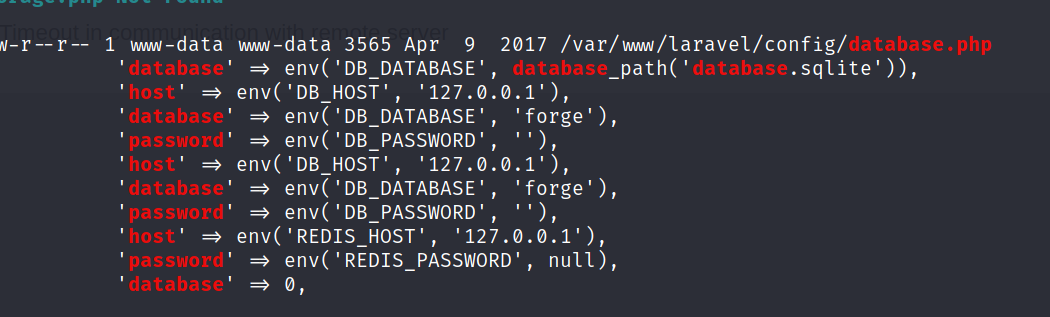 orage.php Not Found
Timeout in communication with remote server
w-r--r-- 1 www-data www-data 3565 Apr  9  2017 /var/www/laravel/config/database.php
'database' => env('DB_DATABASE', database_path('database.sqlite')),
'host' => env('DB_HOST', '127.0.0.1'),
'database' => env('DB_DATABASE', 'forge'),
'password' => env('DB_PASSWORD', ''),
'host' => env('DB_HOST', '127.0.0.1'),
'database' => env('DB_DATABASE', 'forge'),
'password' => env('DB_PASSWORD', ''),
'host' => env('REDIS_HOST', '127.0.0.1'),
'password' => env('REDIS_PASSWORD', null),
'database' => 0,